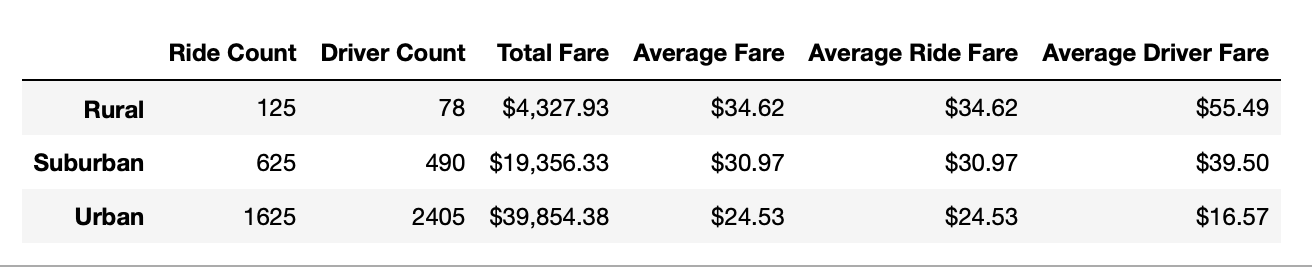 Ride Count Driver Count Total Fare Average Fare Average Ride Fare Average Driver Fare
Rural 125 78 $4,327.93 $34.62 $34.62 $55.49
Suburban 625 490 $19,356.33 $30.97 $30.97 $39.50
Urban 1625 2405 $39,854.38 $24.53 $24.53 $16.57